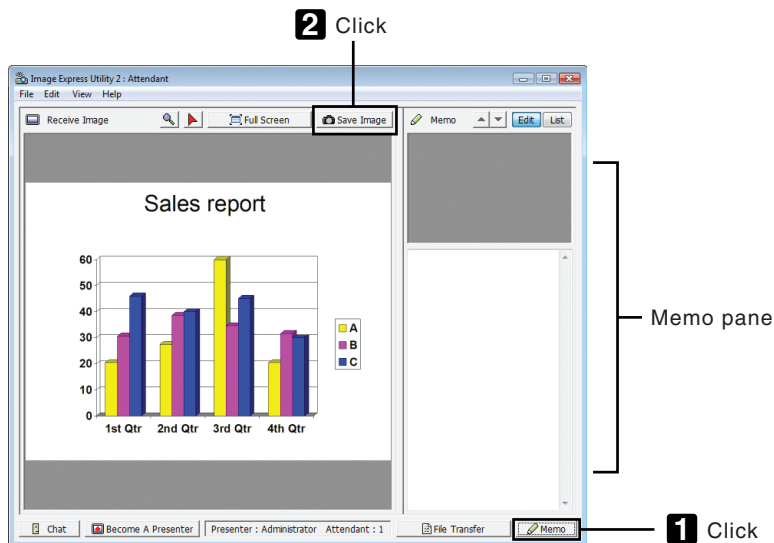 2 Click
Image Express Utility 2 : Attendant
File Edit View Help
Receive Image
Full Screen
Save Image
Memo
Edit
List
Sales report
60
50
40
30
20
10
0
1st Qtr 2nd Qtr 3rd Qtr 4th Qtr
A
B
C
Memo pane
Chat
Become A Presenter
Presenter : Administrator Attendant : 1
File Transfer
Memo
1 Click